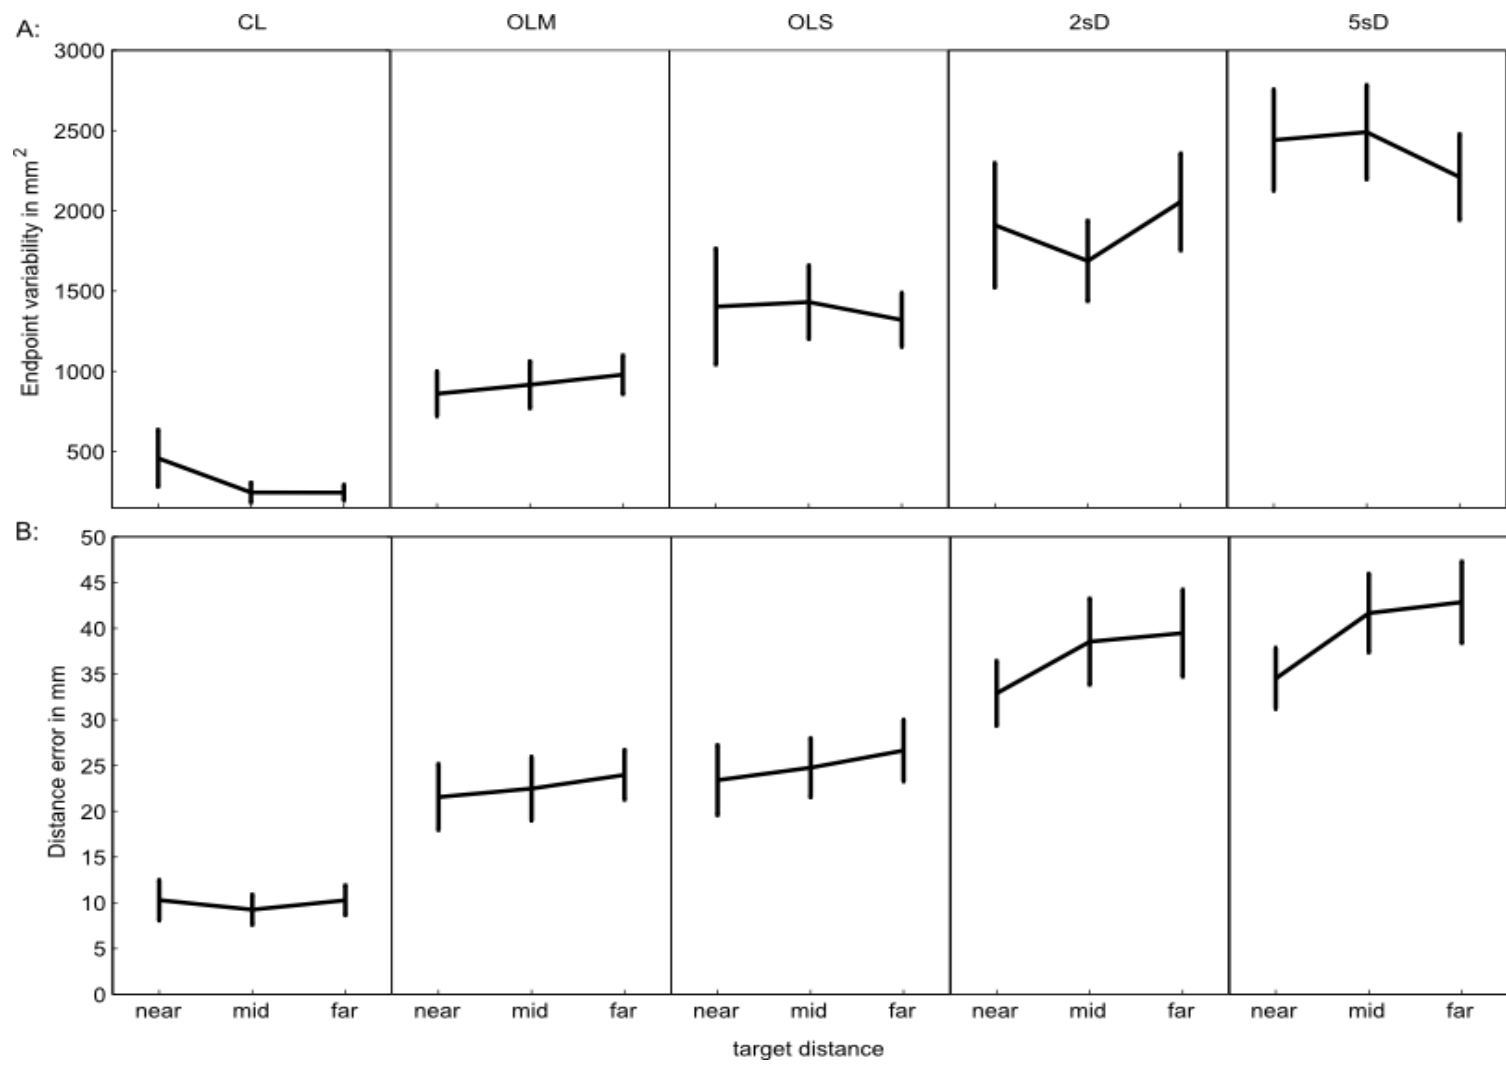 A:
CL OLM OLS 2sD 5sD
3000
2500
2000
1500
1000
500
Endpoint variability in mm²
B:
50
45
40
35
30
25
20
15
10
5
0
Distance error in mm
near mid far near mid far near mid far near mid far near mid far
target distance